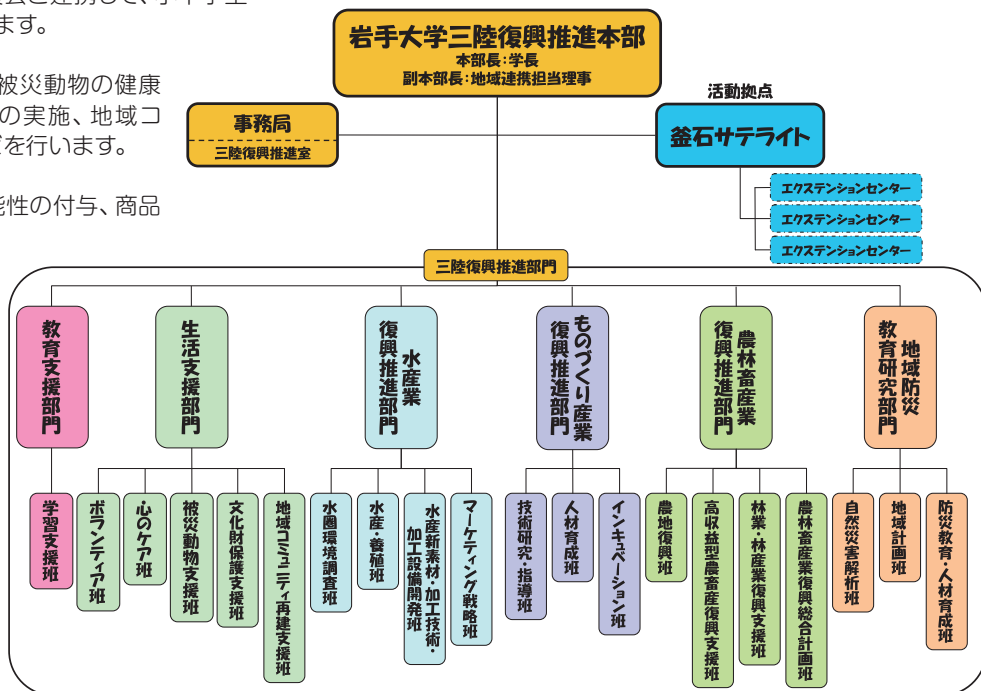 ます。
被災動物の健康
の実施、地域コ
を行います。
能性の付与、商品
岩手大学三陸復興推進本部
本部長:学長
副本部長:地域連携担当理事
事務局
三陸復興推進室
活動拠点
釜石サテライト
エクステンションセンター
エクステンションセンター
エクステンションセンター
三陸復興推進部門
教育支援部門
生活支援部門
水産業
復興推進部門
ものづくり産業
復興推進部門
農林畜産業
復興推進部門
地域防災
教育研究部門
学習支援班
ボランティア班
心のケア班
被災動物支援班
文化財保護支援班
地域コミュニティ再建支援班
水圏環境調査班
水産・養殖班
水産新素材・加工技術・
加工設備開発班
マーケティング戦略班
技術研究・指導班
人材育成班
インキュベーション班
農地復興班
高収益型農畜産復興支援班
林業・林産業復興支援班
農林畜産業復興総合計画班
自然災害解析班
地域計画班
防災教育・人材育成班